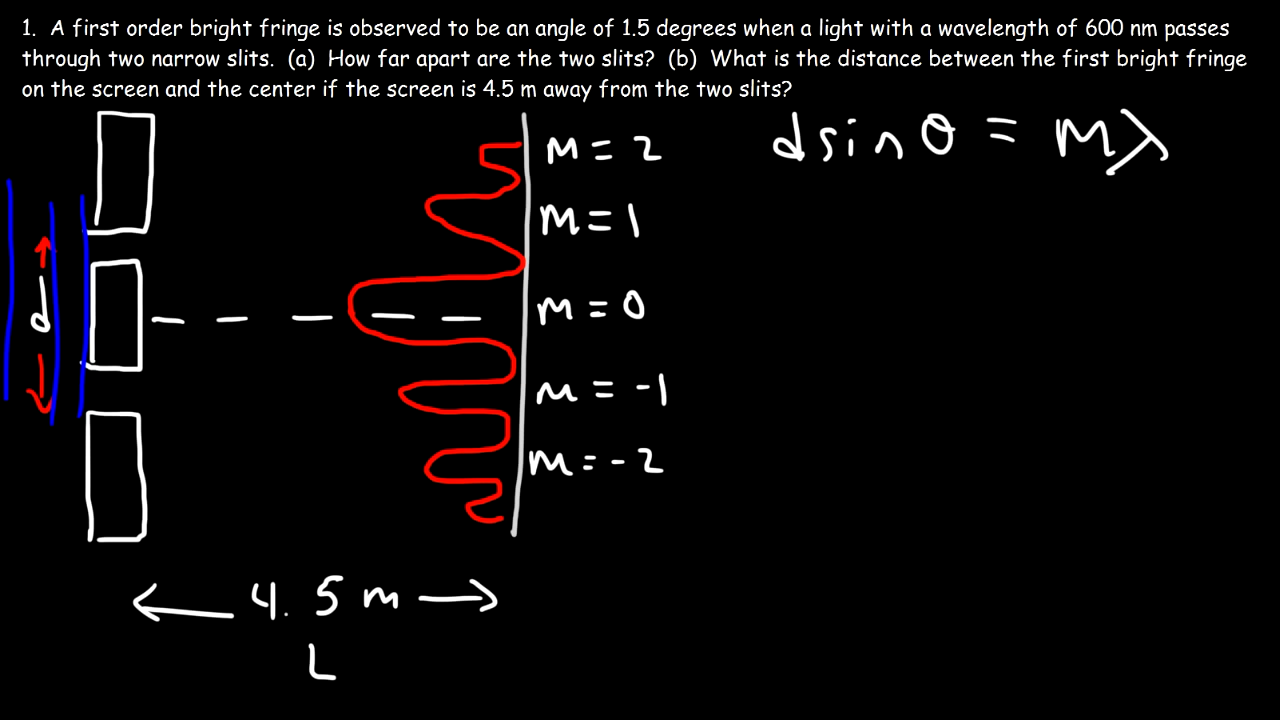 1. A first order bright fringe is observed to be an angle of 1.5 degrees when a light with a wavelength of 600 nm passes
through two narrow slits. (a) How far apart are the two slits? (b) What is the distance between the first bright fringe
on the screen and the center if the screen is 4.5 m away from the two slits?
d sin θ = mλ
m = 2
m = 1
d
m = 0
m = -1
m = -2
4.5 m
L